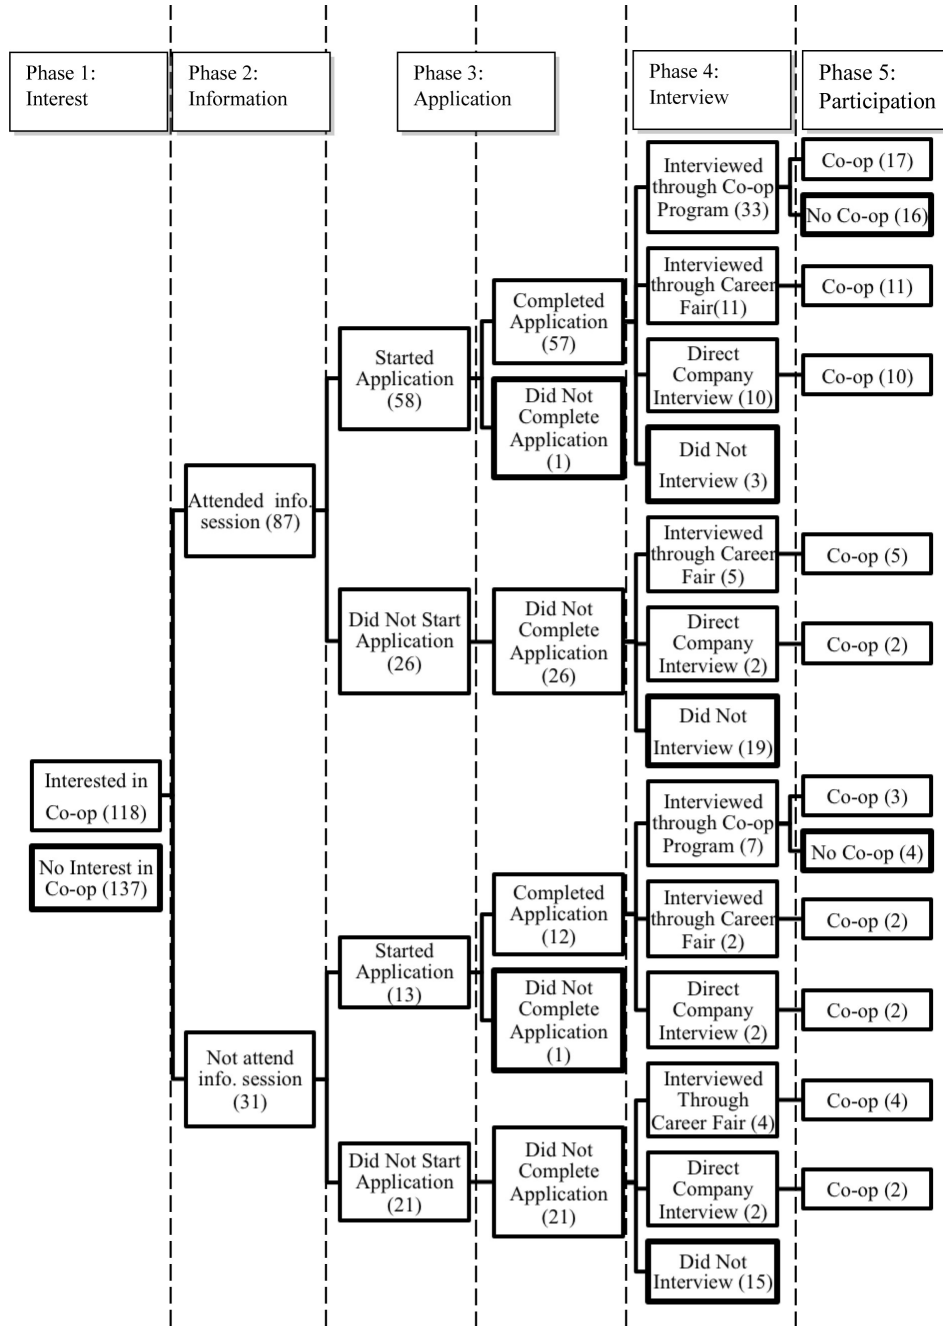 Phase 1:
Interest
Phase 2:
Information
Phase 3:
Application
Phase 4:
Interview
Phase 5:
Participation
Interested in
Co-op (118)
No Interest in
Co-op (137)
Attended info.
session (87)
Not attend
info. session
(31)
Started
Application
(58)
Did Not Start
Application
(26)
Started
Application
(13)
Did Not Start
Application
(21)
Completed
Application
(57)
Did Not
Complete
Application
(1)
Did Not
Complete
Application
(26)
Completed
Application
(12)
Did Not
Complete
Application
(1)
Did Not
Complete
Application
(21)
Interviewed
through Co-op
Program (33)
Interviewed
through Career
Fair(11)
Direct
Company
Interview (10)
Did Not
Interview (3)
Interviewed
through Career
Fair (5)
Direct
Company
Interview (2)
Did Not
Interview (19)
Interviewed
through Co-op
Program (7)
Interviewed
through Career
Fair (2)
Direct
Company
Interview (2)
Interviewed
Through
Career Fair (4)
Direct
Company
Interview (2)
Did Not
Interview (15)
Co-op (17)
No Co-op (16)
Co-op (11)
Co-op (10)
Co-op (5)
Co-op (2)
Co-op (3)
No Co-op (4)
Co-op (2)
Co-op (2)
Co-op (4)
Co-op (2)